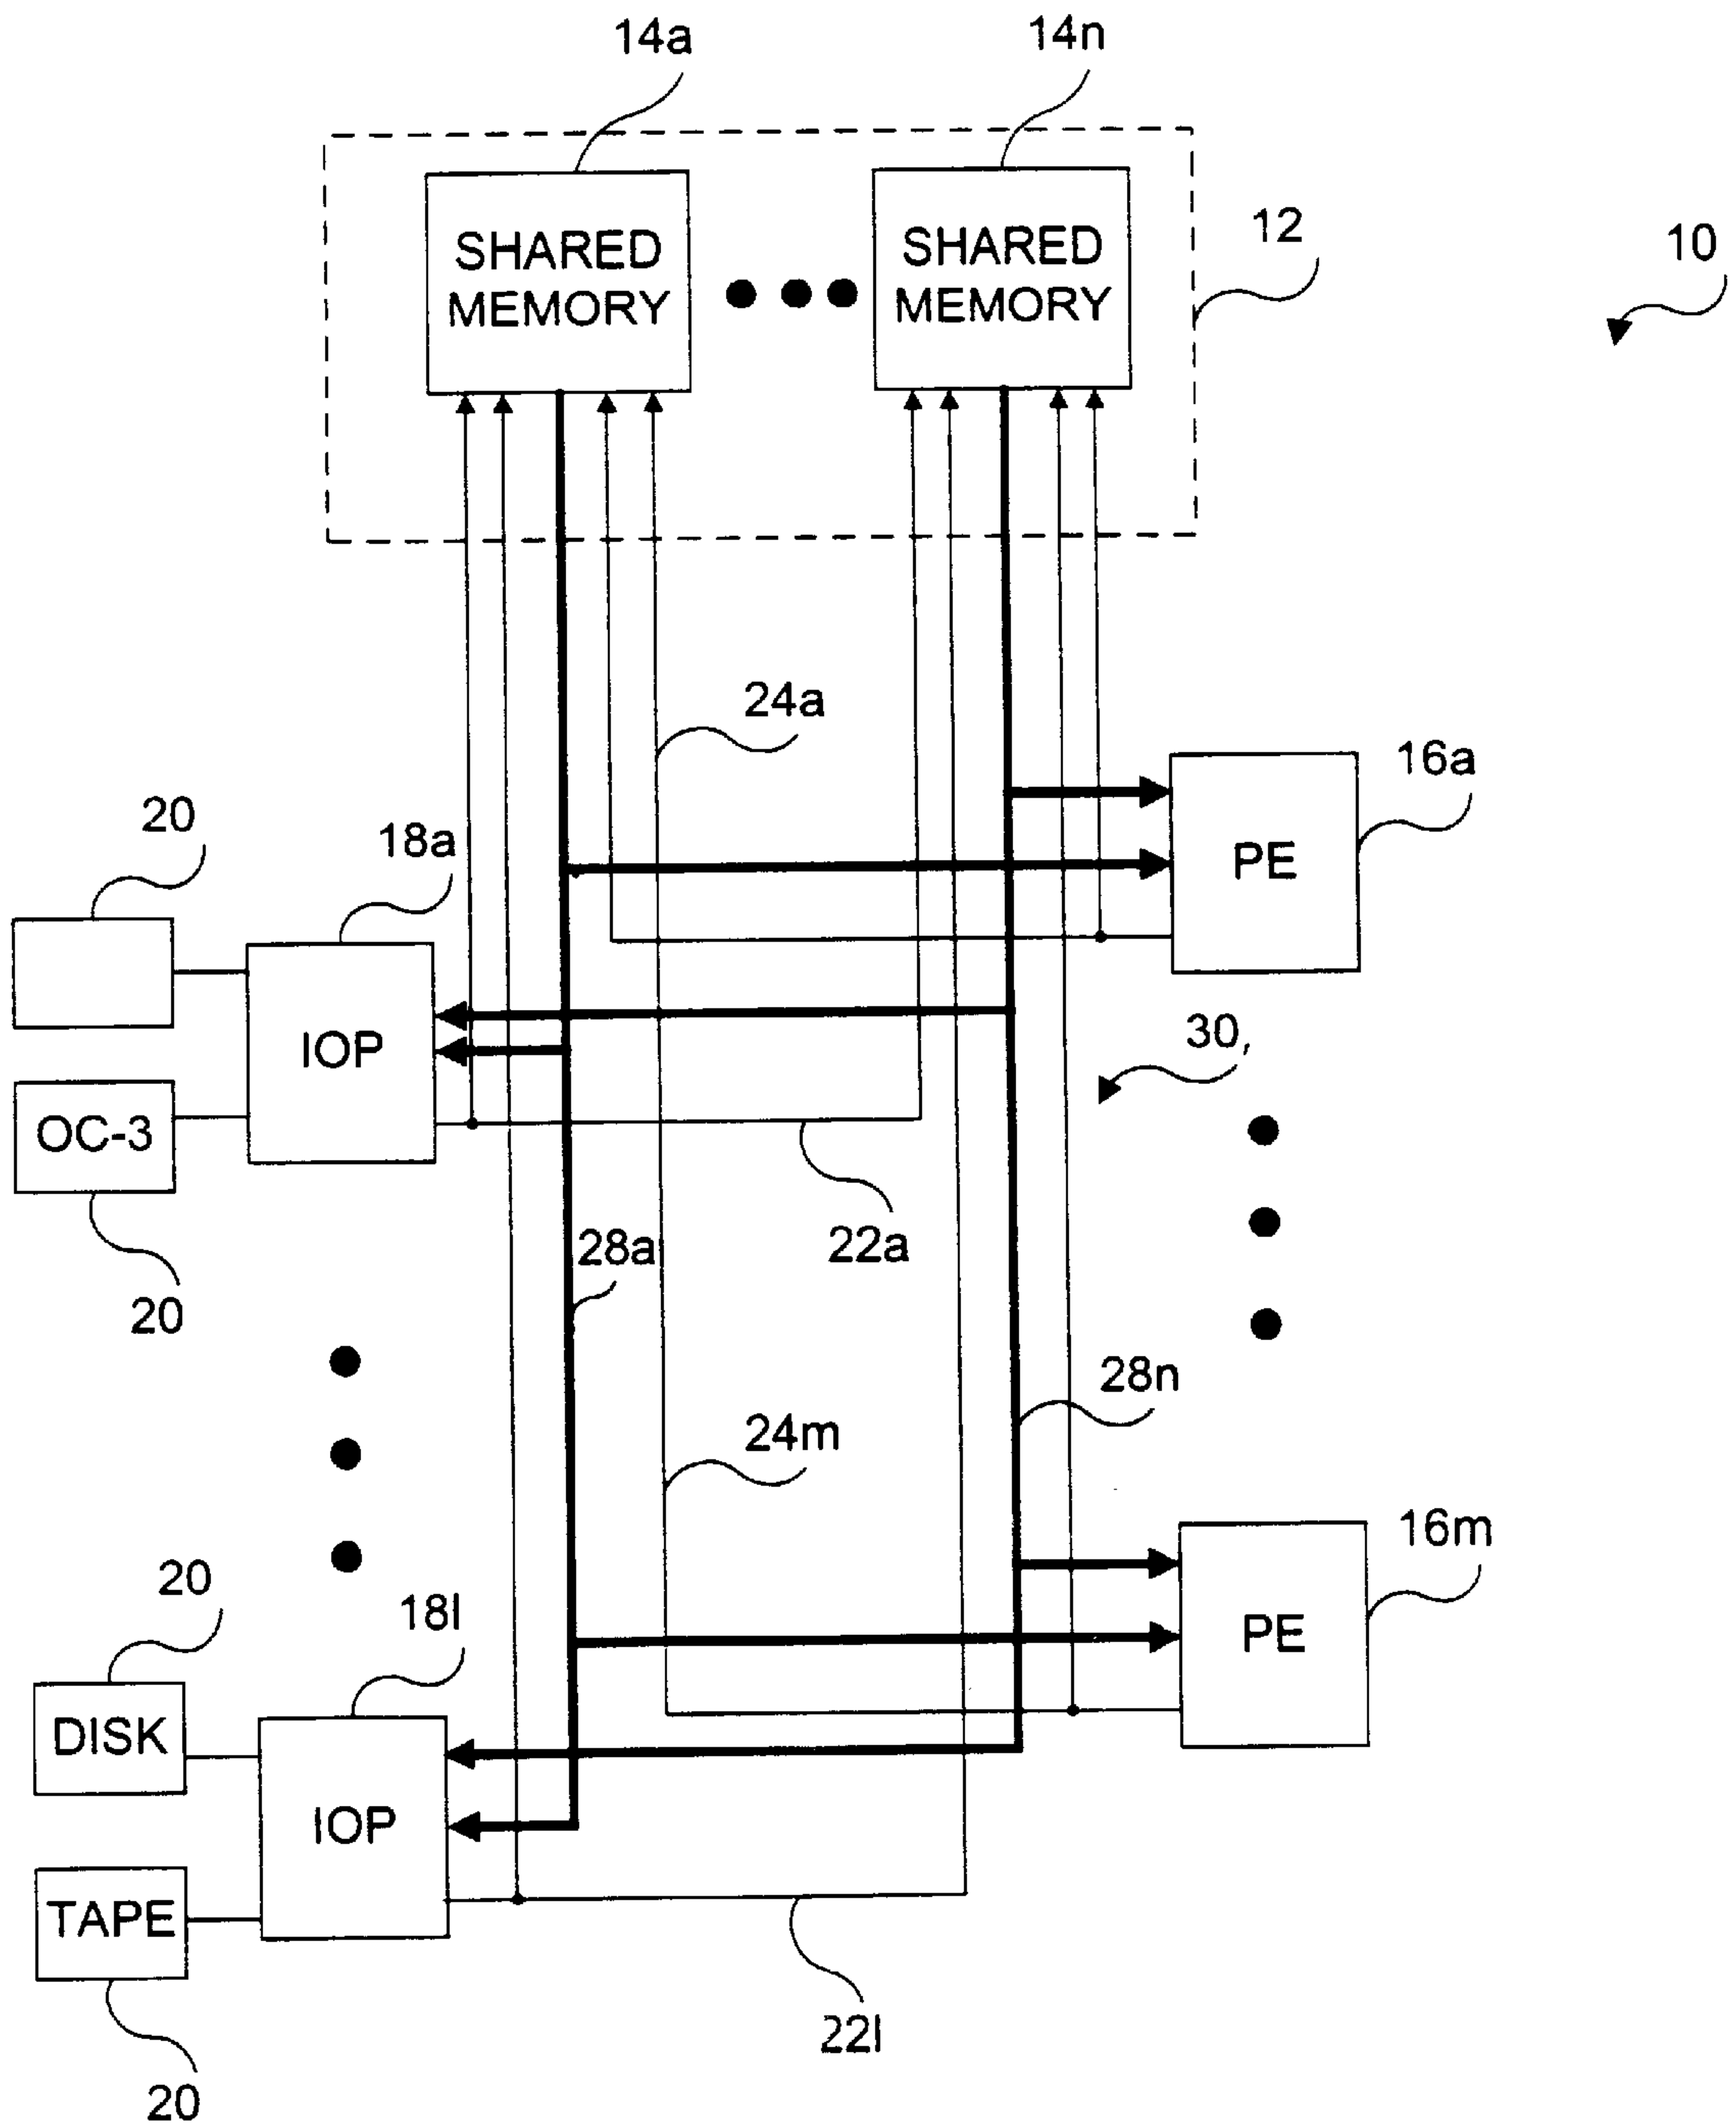 14a
14n
SHARED
MEMORY
SHARED
MEMORY
12
10
24a
16a
20
18a
PE
30,
IOP
OC-3
28a
22a
20
28n
24m
16m
20
18l
PE
DISK
IOP
TAPE
22l
20